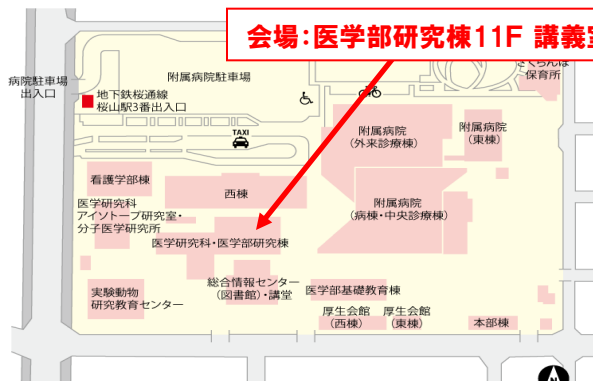 会場:医学部研究棟11F 講義室
さくらんぼ
保育所
病院駐車場
出入口
附属病院駐車場
地下鉄桜通線
桜山駅3番出入口
TAXI
附属病院
(外来診療棟)
附属病院
(東棟)
看護学部棟
西棟
医学研究科
アイソトープ研究室・
分子医学研究所
附属病院
(病棟・中央診療棟)
医学研究科・医学部研究棟
総合情報センター
(図書館)・講堂
医学部基礎教育棟
実験動物
研究教育センター
厚生会館
(西棟)
厚生会館
(東棟)
本部棟
N